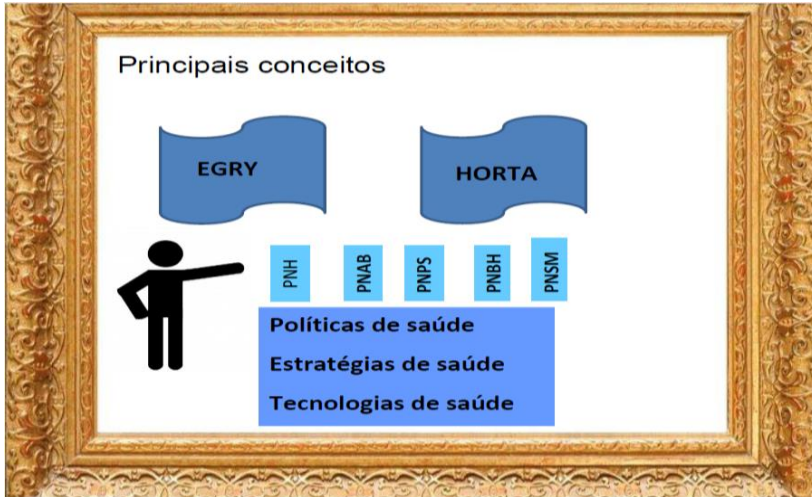 Principais conceitos
EGRY
HORTA
PNH
PNAB
PNPS
PNBH
PNSM
Políticas de saúde
Estratégias de saúde
Tecnologias de saúde